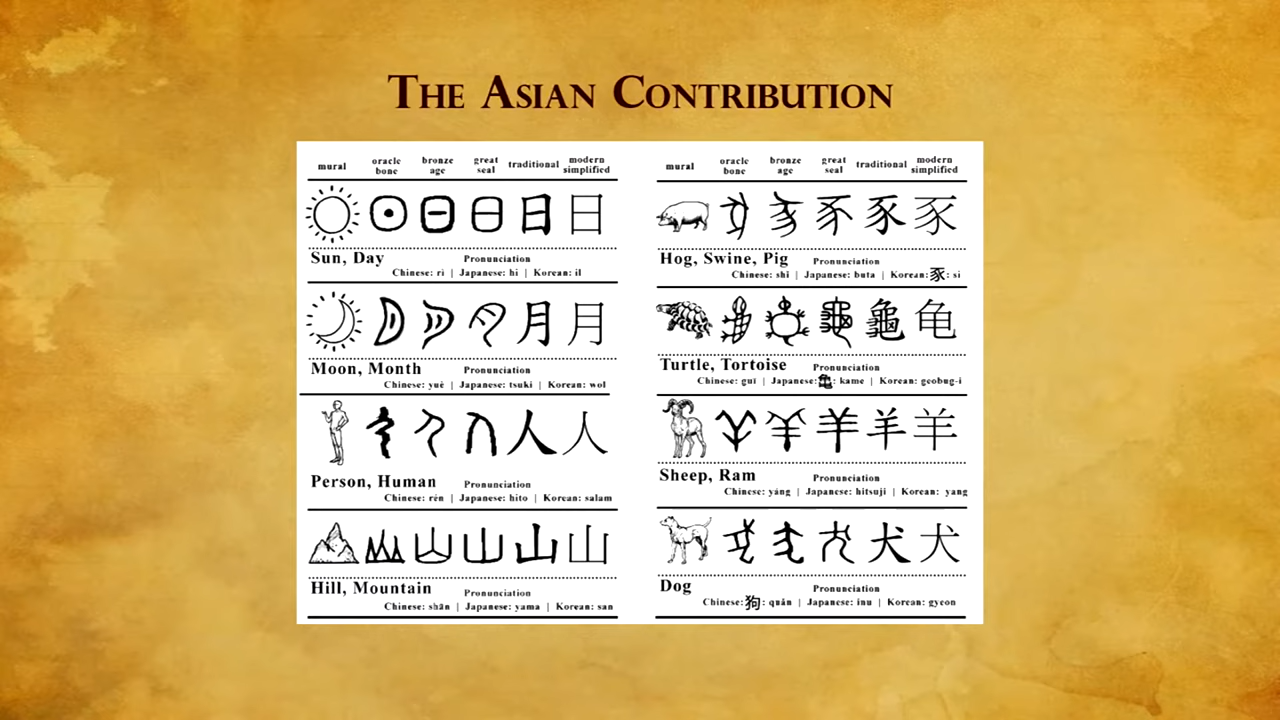 The Asian Contribution
mural oracle bone bronze age great seal traditional modern simplified
日 日
Sun, Day Pronunciation
Chinese: rì | Japanese: hi | Korean: il
月 月
Moon, Month Pronunciation
Chinese: yuè | Japanese: tsuki | Korean: wol
人 人
Person, Human Pronunciation
Chinese: rén | Japanese: hito | Korean: salam
山 山
Hill, Mountain Pronunciation
Chinese: shān | Japanese: yama | Korean: san
mural oracle bone bronze age great seal traditional modern simplified
豕 豕
Hog, Swine, Pig Pronunciation
Chinese: shǐ | Japanese: buta | Korean:豕: si
龜 龟
Turtle, Tortoise Pronunciation
Chinese: guī | Japanese: : kame | Korean: geobug-i
羊 羊
Sheep, Ram Pronunciation
Chinese: yáng | Japanese: hitsuji | Korean: yang
犬 犬
Dog Pronunciation
Chinese:狗: quǎn | Japanese: inu | Korean: gyeon